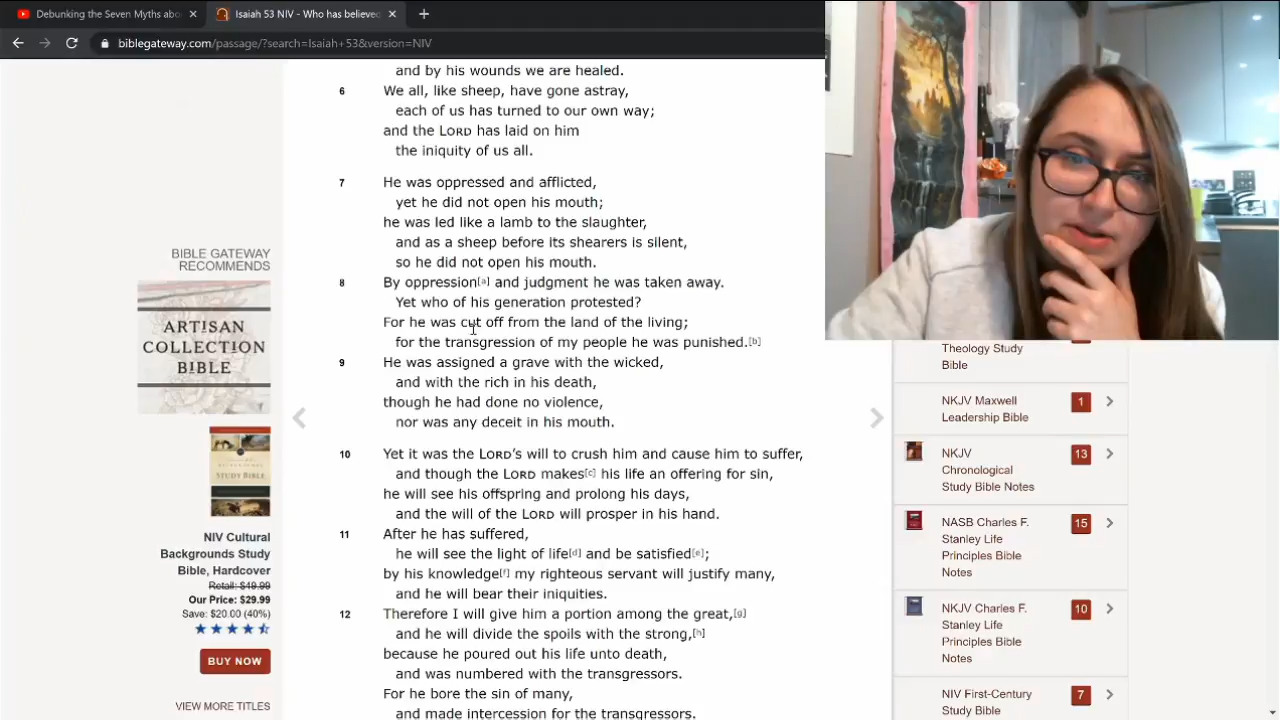 Debunking the Seven Myths abo
Isaiah 53 NIV - Who has believed
biblegateway.com/passage/?search=Isaiah+53&version=NIV
and by his wounds we are healed.
6 We all, like sheep, have gone astray,
each of us has turned to our own way;
and the LORD has laid on him
the iniquity of us all.
7 He was oppressed and afflicted,
yet he did not open his mouth;
he was led like a lamb to the slaughter,
and as a sheep before its shearers is silent,
so he did not open his mouth.
8 By oppression[a] and judgment he was taken away.
Yet who of his generation protested?
For he was cut off from the land of the living;
for the transgression of my people he was punished.[b]
9 He was assigned a grave with the wicked,
and with the rich in his death,
though he had done no violence,
nor was any deceit in his mouth.
10 Yet it was the LORD's will to crush him and cause him to suffer,
and though the LORD makes[c] his life an offering for sin,
he will see his offspring and prolong his days,
and the will of the LORD will prosper in his hand.
11 After he has suffered,
he will see the light of life[d] and be satisfied[e];
by his knowledge[f] my righteous servant will justify many,
and he will bear their iniquities.
12 Therefore I will give him a portion among the great,[g]
and he will divide the spoils with the strong,[h]
because he poured out his life unto death,
and was numbered with the transgressors.
For he bore the sin of many,
and made intercession for the transgressors.
BIBLE GATEWAY
RECOMMENDS
ARTISAN
COLLECTION
BIBLE
STUDY BIBLE
NIV Cultural
Backgrounds Study
Bible, Hardcover
Retail: $49.99
Our Price: $29.99
Save: $20.00 (40%)
BUY NOW
VIEW MORE TITLES
Theology Study
Bible
NKJV Maxwell
Leadership Bible
1
NKJV
Chronological
Study Bible Notes
13
NASB Charles F.
Stanley Life
Principles Bible
Notes
15
NKJV Charles F.
Stanley Life
Principles Bible
Notes
10
NIV First-Century
Study Bible
7